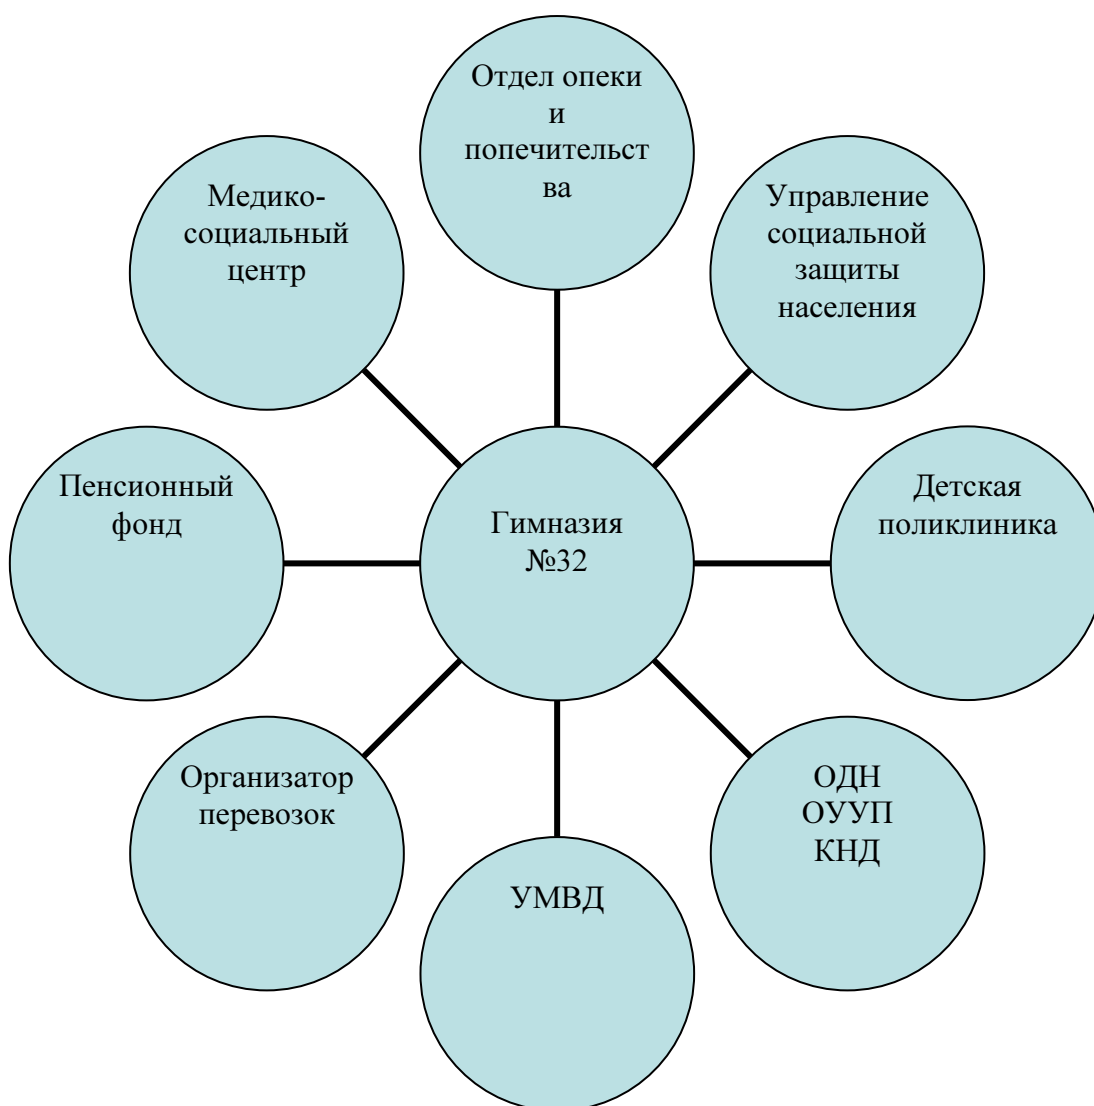 Отдел опеки
и
попечительст
ва
Управление
социальной
защиты
населения
Детская
поликлиника
ОДН
ОУУП
КНД
УМВД
Организатор
перевозок
Пенсионный
фонд
Медико-
социальный
центр
Гимназия
№32